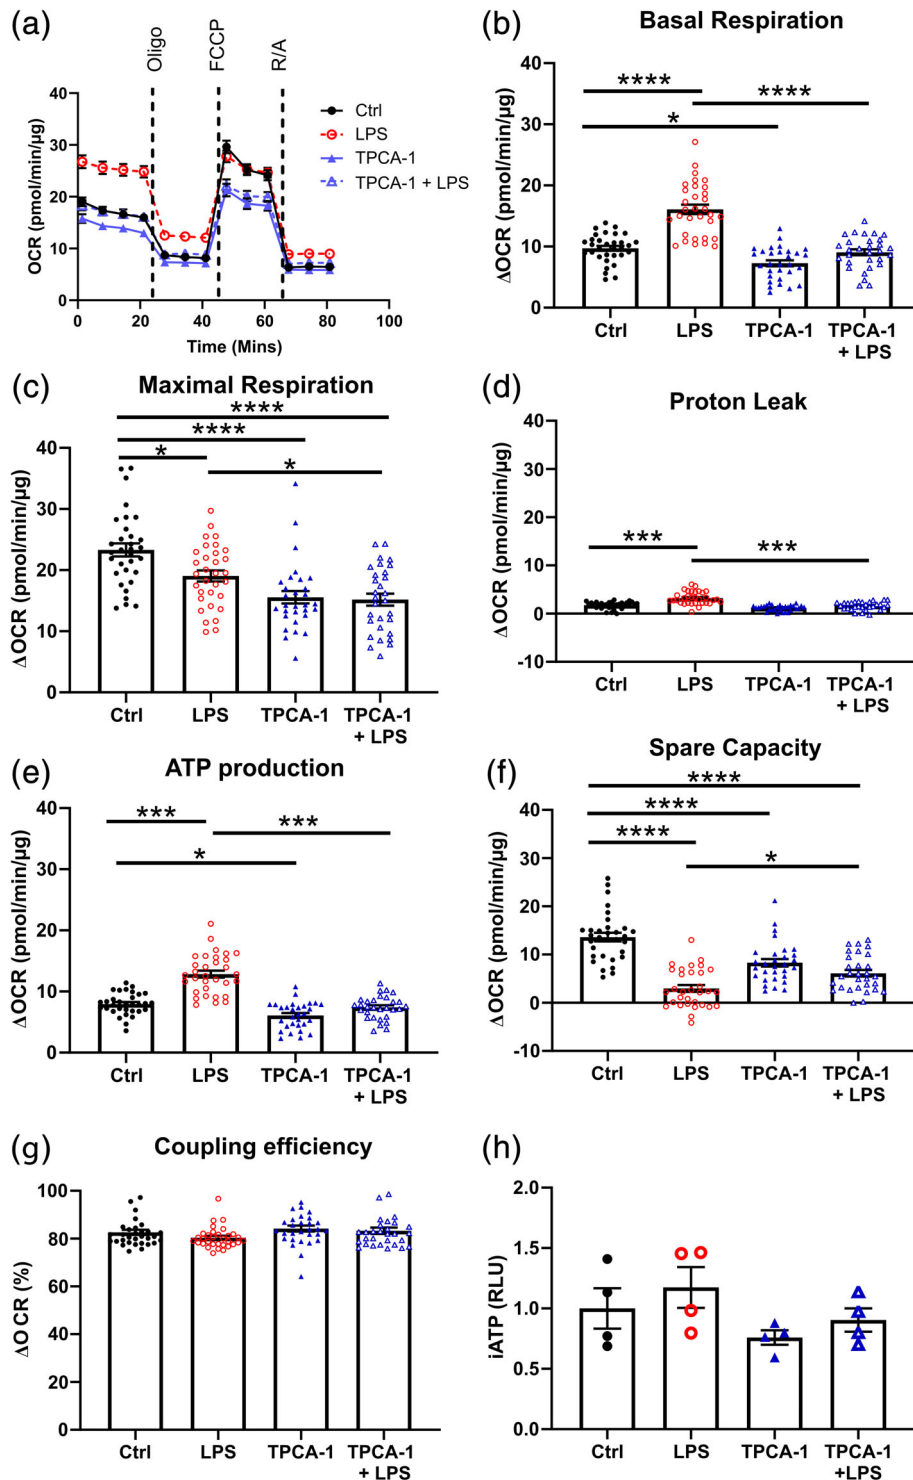 (a)
Oligo
FCCP
R/A
OCR (pmol/min/µg)
40
30
20
10
0
0
20
40
60
80
100
Time (Mins)
Ctrl
LPS
TPCA-1
TPCA-1 + LPS
(b)
Basal Respiration
ΔOCR (pmol/min/µg)
40
30
20
10
0
****
****
*
Ctrl
LPS
TPCA-1
TPCA-1
+ LPS
(c)
Maximal Respiration
ΔOCR (pmol/min/µg)
40
30
20
10
0
****
****
*
*
Ctrl
LPS
TPCA-1
TPCA-1
+ LPS
(d)
Proton Leak
ΔOCR (pmol/min/µg)
40
30
20
10
0
-10
***
***
Ctrl
LPS
TPCA-1
TPCA-1
+ LPS
(e)
ATP production
ΔOCR (pmol/min/µg)
40
30
20
10
0
***
***
*
Ctrl
LPS
TPCA-1
TPCA-1
+ LPS
(f)
Spare Capacity
ΔOCR (pmol/min/µg)
40
30
20
10
0
-10
****
****
****
*
Ctrl
LPS
TPCA-1
TPCA-1
+ LPS
(g)
Coupling efficiency
ΔOCR (%)
100
80
60
40
20
0
Ctrl
LPS
TPCA-1
TPCA-1
+ LPS
(h)
iATP (RLU)
2.0
1.5
1.0
0.5
0.0
Ctrl
LPS
TPCA-1
TPCA-1
+LPS